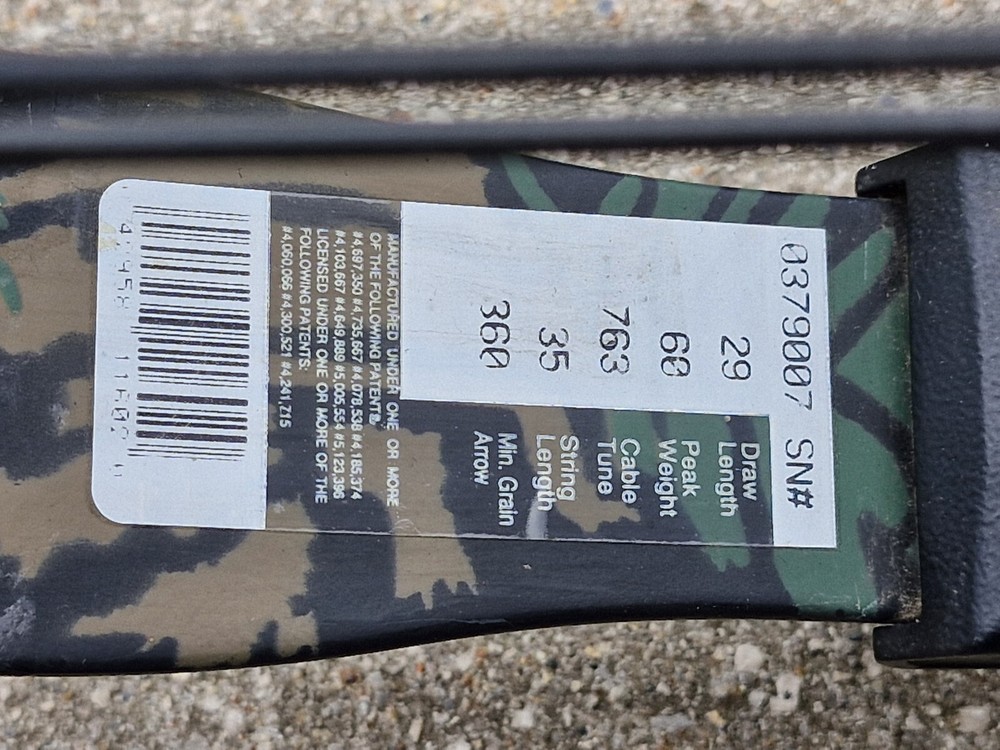 03790007 SN#
29 Draw
Length
60 Peak
Weight
763 Cable
Tune
35 String
Length
360 Min. Grain
Arrow
MANUFACTURED UNDER ONE OR MORE
OF THE FOLLOWING PATENTS:
#4,697,350 #4,735,667 #4,078,538 #4,185,374
#4,103,667 #4,649,889 #5,005,554 #5,123,396
LICENSED UNDER ONE OR MORE OF THE
FOLLOWING PATENTS:
#4,060,066 #4,300,521 #4,241,715